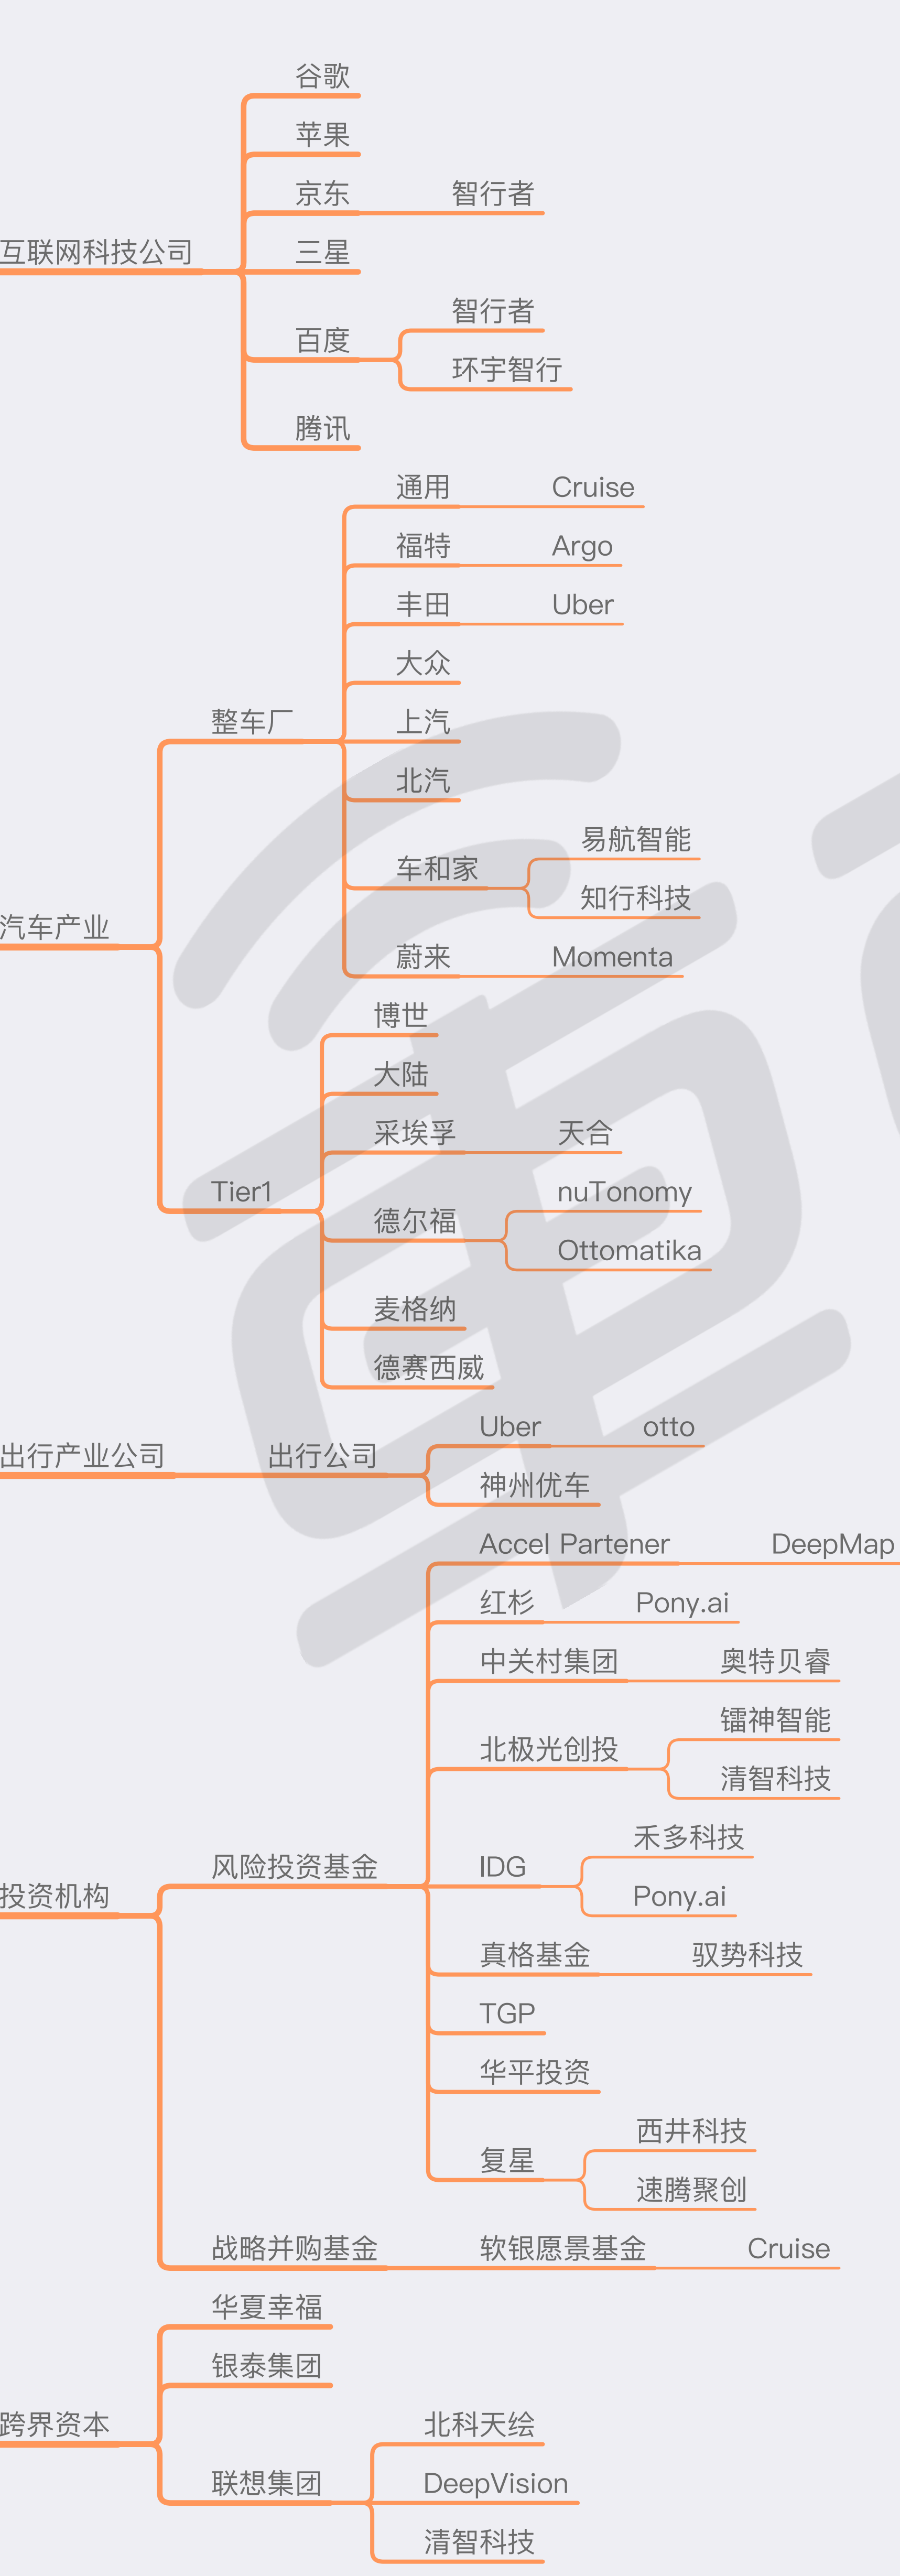 谷歌
苹果
京东 智行者
互联网科技公司 三星
智行者
百度
环宇智行
腾讯
通用 Cruise
福特 Argo
丰田 Uber
大众
整车厂 上汽
北汽
易航智能
车和家
知行科技
汽车产业
蔚来 Momenta
博世
大陆
采埃孚 天合
Tier1 nuTonomy
德尔福
Ottomatika
麦格纳
德赛西威
Uber otto
出行产业公司 出行公司
神州优车
Accel Partener DeepMap
红杉 Pony.ai
中关村集团 奥特贝睿
镭神智能
北极光创投
清智科技
禾多科技
风险投资基金 IDG
投资机构 Pony.ai
真格基金 驭势科技
TGP
华平投资
西井科技
复星
速腾聚创
战略并购基金 软银愿景基金 Cruise
华夏幸福
银泰集团
跨界资本 北科天绘
联想集团 DeepVision
清智科技